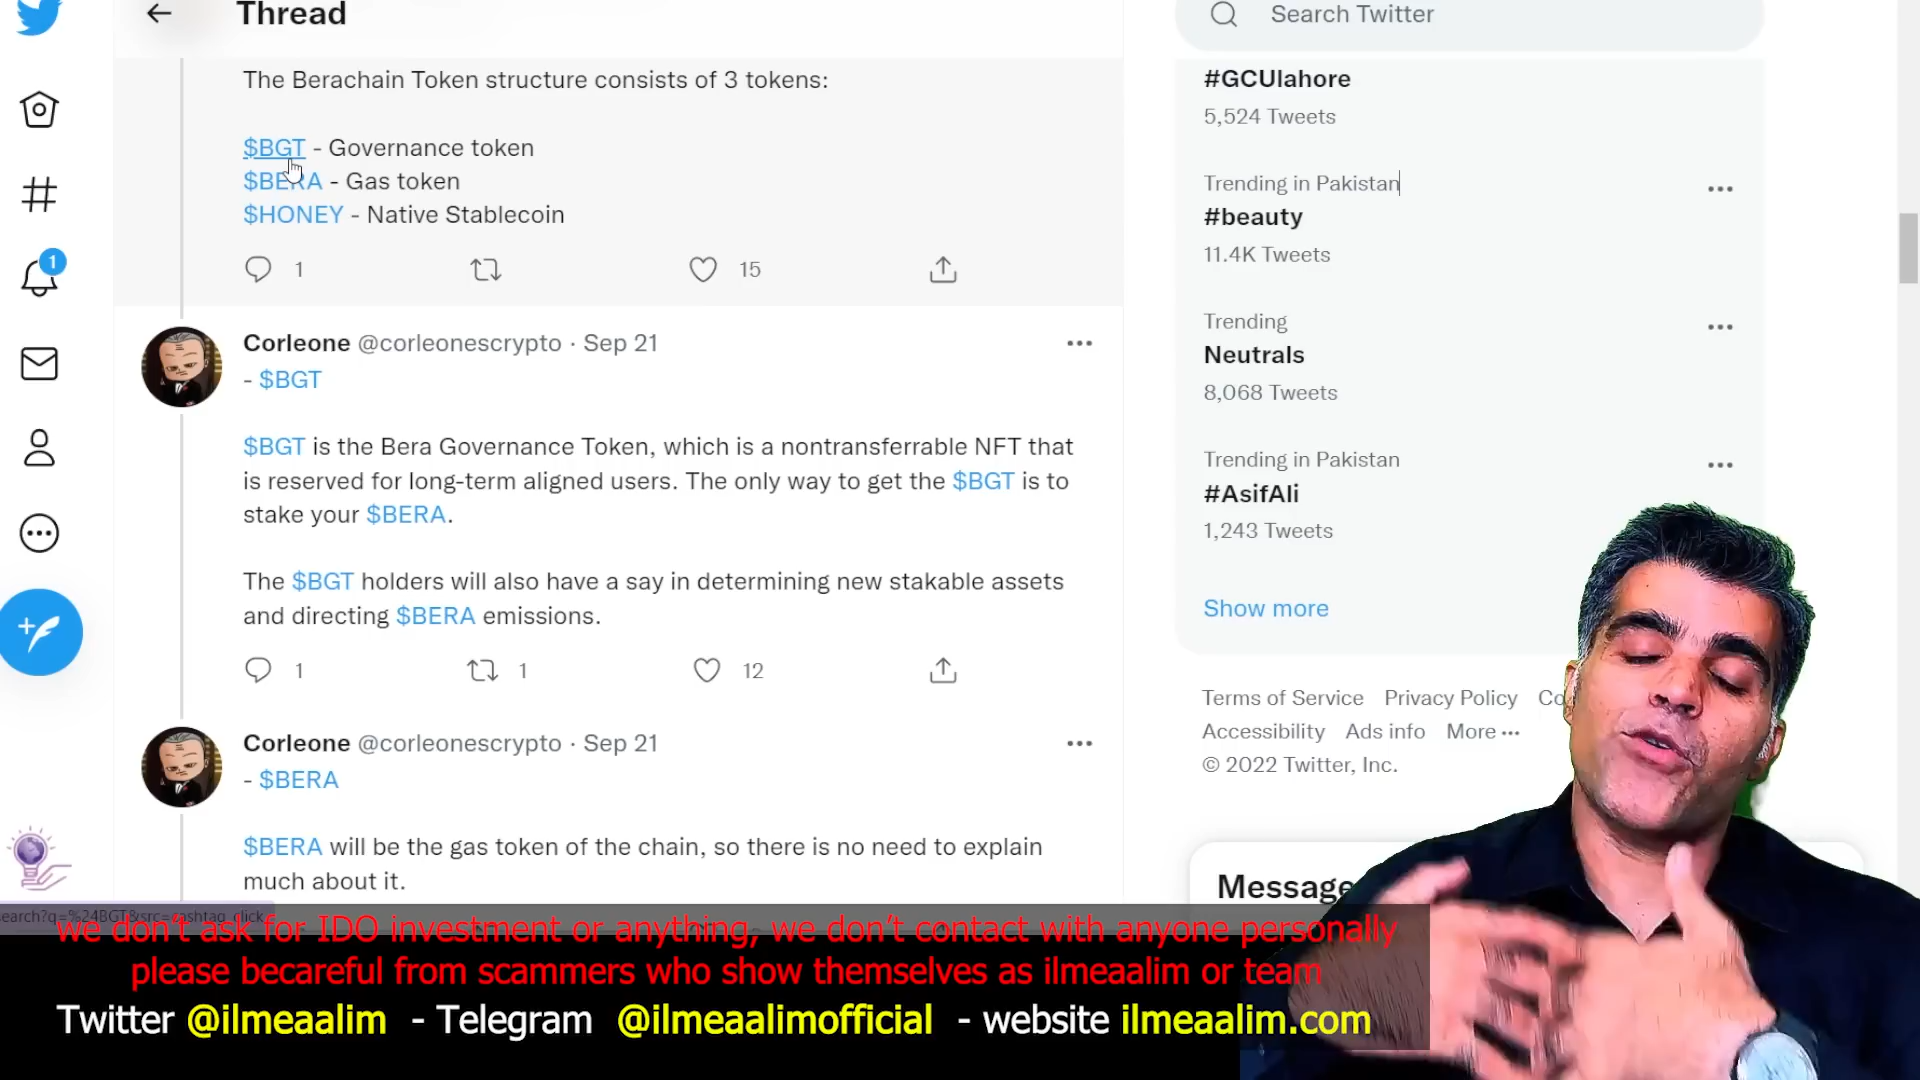 Thread
The Berachain Token structure consists of 3 tokens:
$BGT - Governance token
$BERA - Gas token
$HONEY - Native Stablecoin
1
15
Corleone @corleonescrypto · Sep 21
- $BGT
$BGT is the Bera Governance Token, which is a nontransferrable NFT that
is reserved for long-term aligned users. The only way to get the $BGT is to
stake your $BERA.
The $BGT holders will also have a say in determining new stakable assets
and directing $BERA emissions.
1
1
12
Corleone @corleonescrypto · Sep 21
- $BERA
$BERA will be the gas token of the chain, so there is no need to explain
much about it.
1
Search Twitter
#GCUlahore
5,524 Tweets
Trending in Pakistan
#beauty
11.4K Tweets
Trending
Neutrals
8,068 Tweets
Trending in Pakistan
#AsifAli
1,243 Tweets
Show more
Terms of Service Privacy Policy Co
Accessibility Ads info More ···
© 2022 Twitter, Inc.
Message
earch?q=%24BGT&src=cashtag_click
we don't ask for IDO investment or anything, we don't contact with anyone personally
please becareful from scammers who show themselves as ilmeaalim or team
Twitter @ilmeaalim - Telegram @ilmeaalimofficial - website ilmeaalim.com